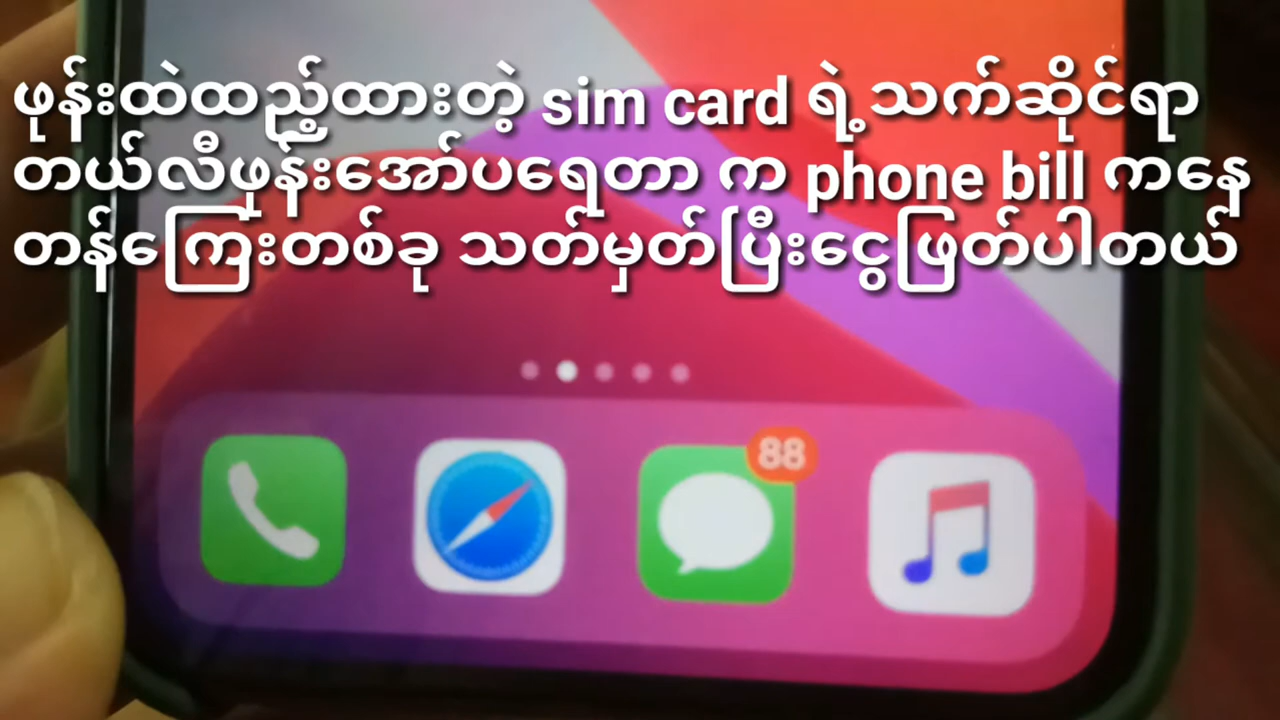 ဖုန်းထဲထည့်ထားတဲ့ sim card ရဲ့သက်ဆိုင်ရာ
တယ်လီဖုန်းအော်ပရေတာ က phone bill ကနေ
တန်ကြေးတစ်ခု သတ်မှတ်ပြီးငွေဖြတ်ပါတယ်
88